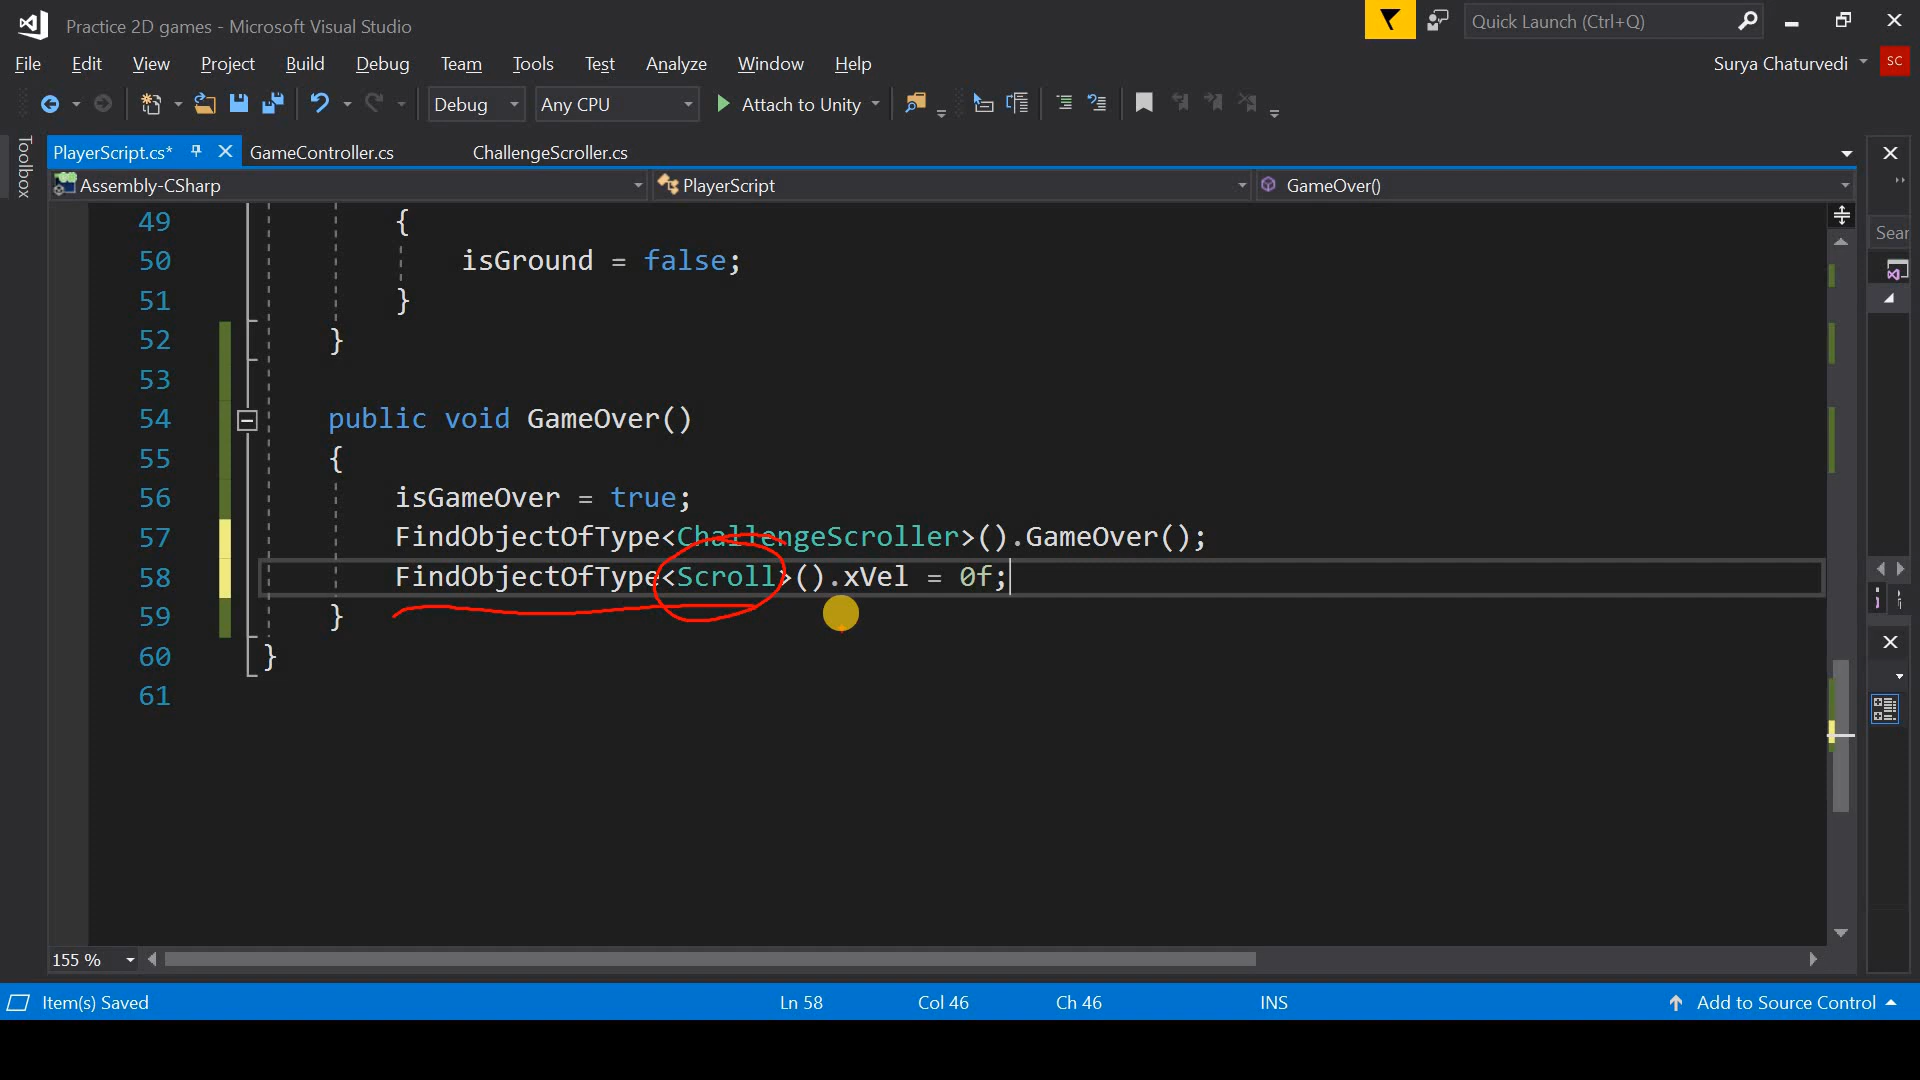 Practice 2D games - Microsoft Visual Studio
Quick Launch (Ctrl+Q)
File Edit View Project Build Debug Team Tools Test Analyze Window Help
Surya Chaturvedi SC
Debug Any CPU Attach to Unity
Toolbox
PlayerScript.cs* GameController.cs ChallengeScroller.cs
Assembly-CSharp PlayerScript GameOver()
Sear
49 {
50 isGround = false;
51 }
52 }
53
54 public void GameOver()
55 {
56 isGameOver = true;
57 FindObjectOfType<ChallengeScroller>().GameOver();
58 FindObjectOfType<Scroll>().xVel = 0f;
59 }
60 }
61
155 %
Item(s) Saved Ln 58 Col 46 Ch 46 INS Add to Source Control